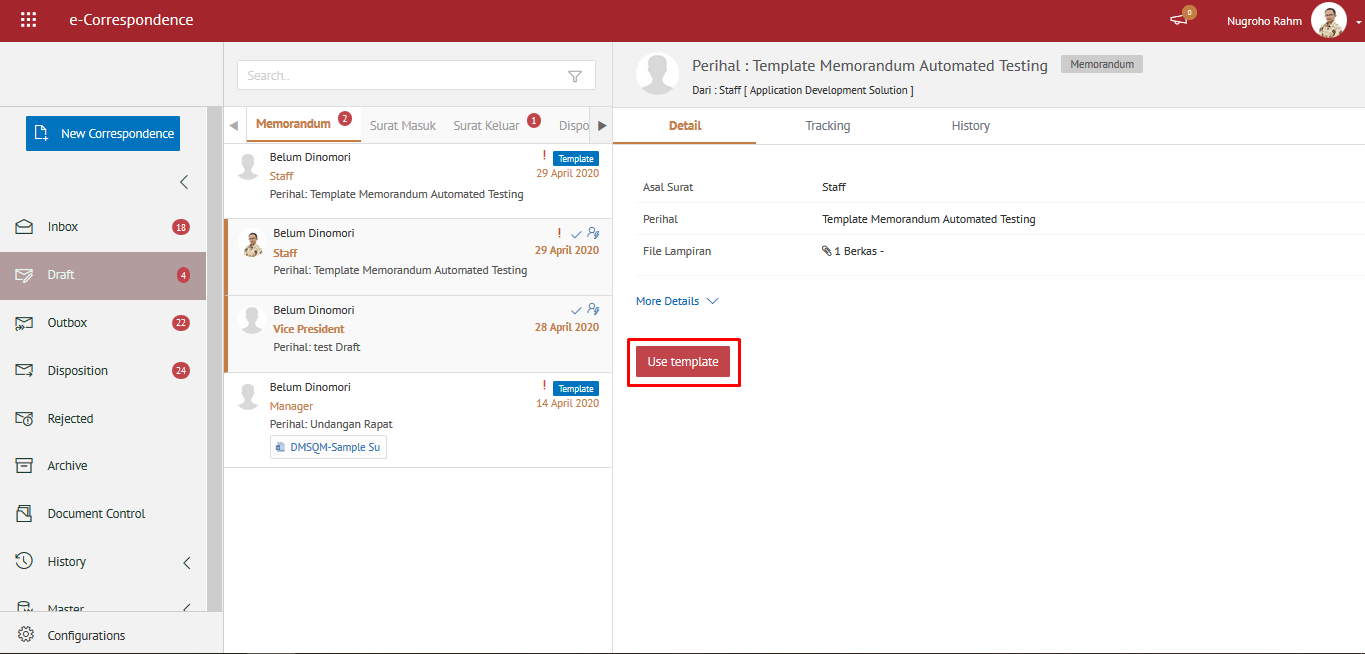 e-Correspondence
0
Nugroho Rahm
New Correspondence
Inbox
18
Draft
4
Outbox
22
Disposition
24
Rejected
Archive
Document Control
History
Master
Configurations
Search..
Memorandum
2
Surat Masuk
Surat Keluar
1
Dispo
Belum Dinomori
! Template
Staff
29 April 2020
Perihal: Template Memorandum Automated Testing
Belum Dinomori
!
Staff
29 April 2020
Perihal: Template Memorandum Automated Testing
Belum Dinomori
Vice President
28 April 2020
Perihal: test Draft
Belum Dinomori
! Template
Manager
14 April 2020
Perihal: Undangan Rapat
DMSQM-Sample Su
Perihal : Template Memorandum Automated Testing
Memorandum
Dari : Staff [ Application Development Solution ]
Detail
Tracking
History
Asal Surat
Staff
Perihal
Template Memorandum Automated Testing
File Lampiran
1 Berkas -
More Details
Use template